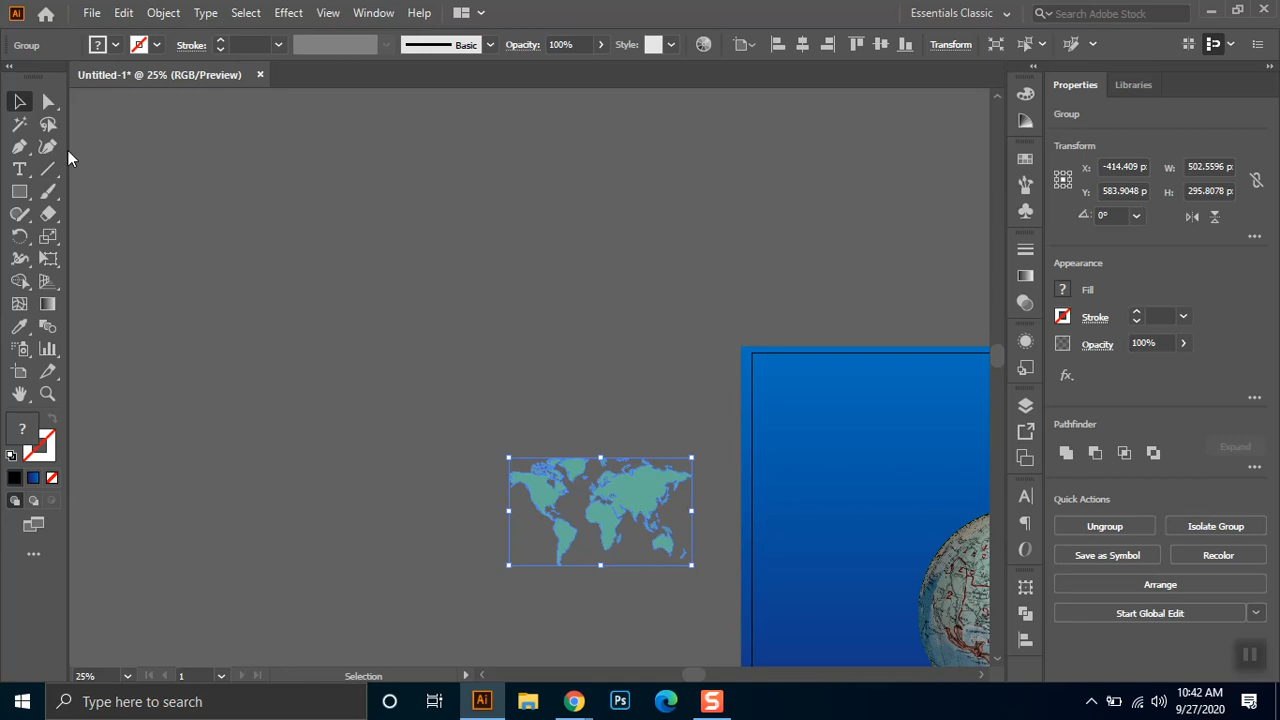 Ai File Edit Object Type Select Effect View Window Help Essentials Classic Search Adobe Stock
Group ? Stroke: Basic Opacity: 100% Style: Transform
Untitled-1* @ 25% (RGB/Preview) ×
Properties Libraries
Group
Transform
X: -414.409 p W: 502.5596 p
Y: 583.9048 p H: 295.8078 p
0°
Appearance
? Fill
Stroke
Opacity 100%
fx.
Pathfinder
Expand
Quick Actions
Ungroup Isolate Group
Save as Symbol Recolor
Arrange
Start Global Edit
T
?
A
25% 1 Selection
Type here to search Ai Ps S 10:42 AM
9/27/2020